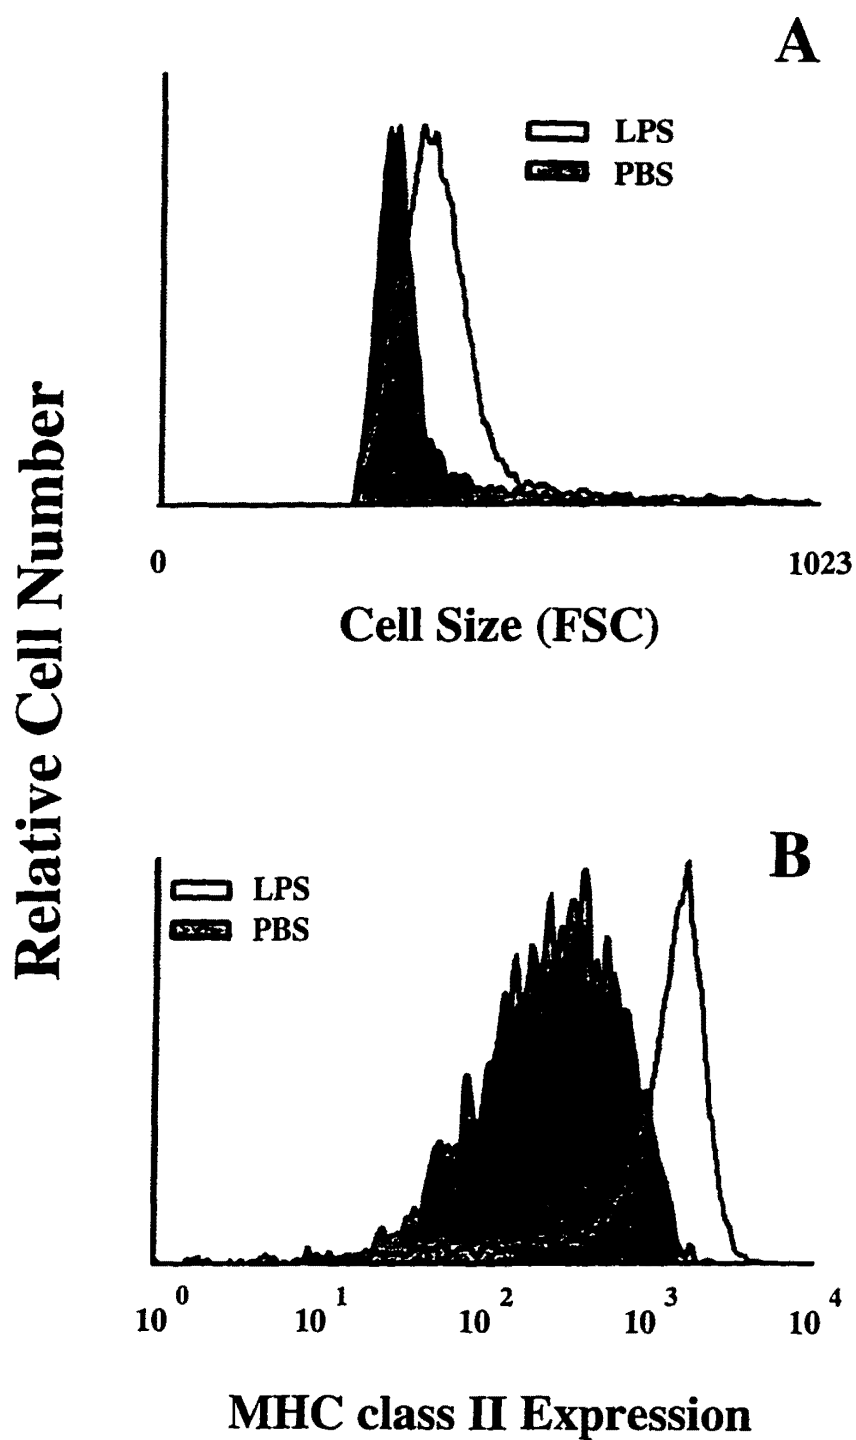 A
LPS
PBS
0 1023
Cell Size (FSC)
Relative Cell Number
B
LPS
PBS
10^0 10^1 10^2 10^3 10^4
MHC class II Expression